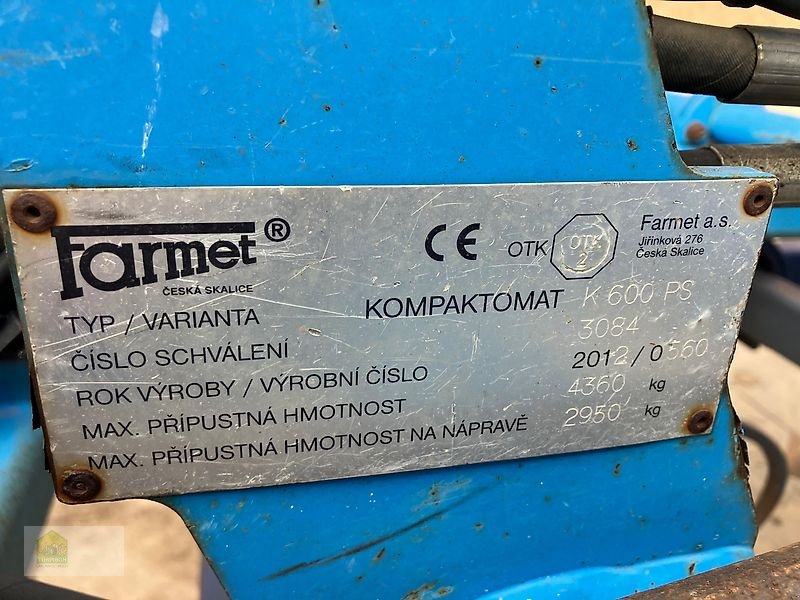 Farmet®
ČESKÁ SKALICE
CE
OTK
OTK
2
Farmet a.s.
Jiřinková 276
Česká Skalice
TYP / VARIANTA KOMPAKTOMAT K 600 PS
ČÍSLO SCHVÁLENÍ 3084
ROK VÝROBY / VÝROBNÍ ČÍSLO 2012 / 0560
MAX. PŘÍPUSTNÁ HMOTNOST 4360 kg
MAX. PŘÍPUSTNÁ HMOTNOST NA NÁPRAVĚ 2950 kg